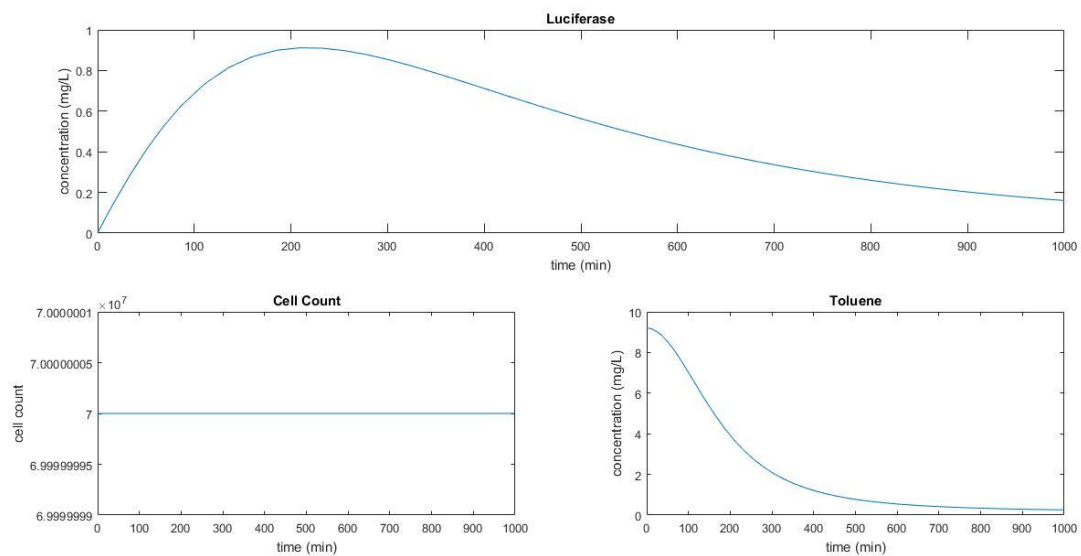 Luciferase
concentration (mg/L)
1
0.8
0.6
0.4
0.2
0
0 100 200 300 400 500 600 700 800 900 1000
time (min)
Cell Count
×10^7
cell count
7.0000001
7.00000005
7
6.99999995
6.9999999
0 100 200 300 400 500 600 700 800 900 1000
time (min)
Toluene
concentration (mg/L)
10
8
6
4
2
0
0 100 200 300 400 500 600 700 800 900 1000
time (min)